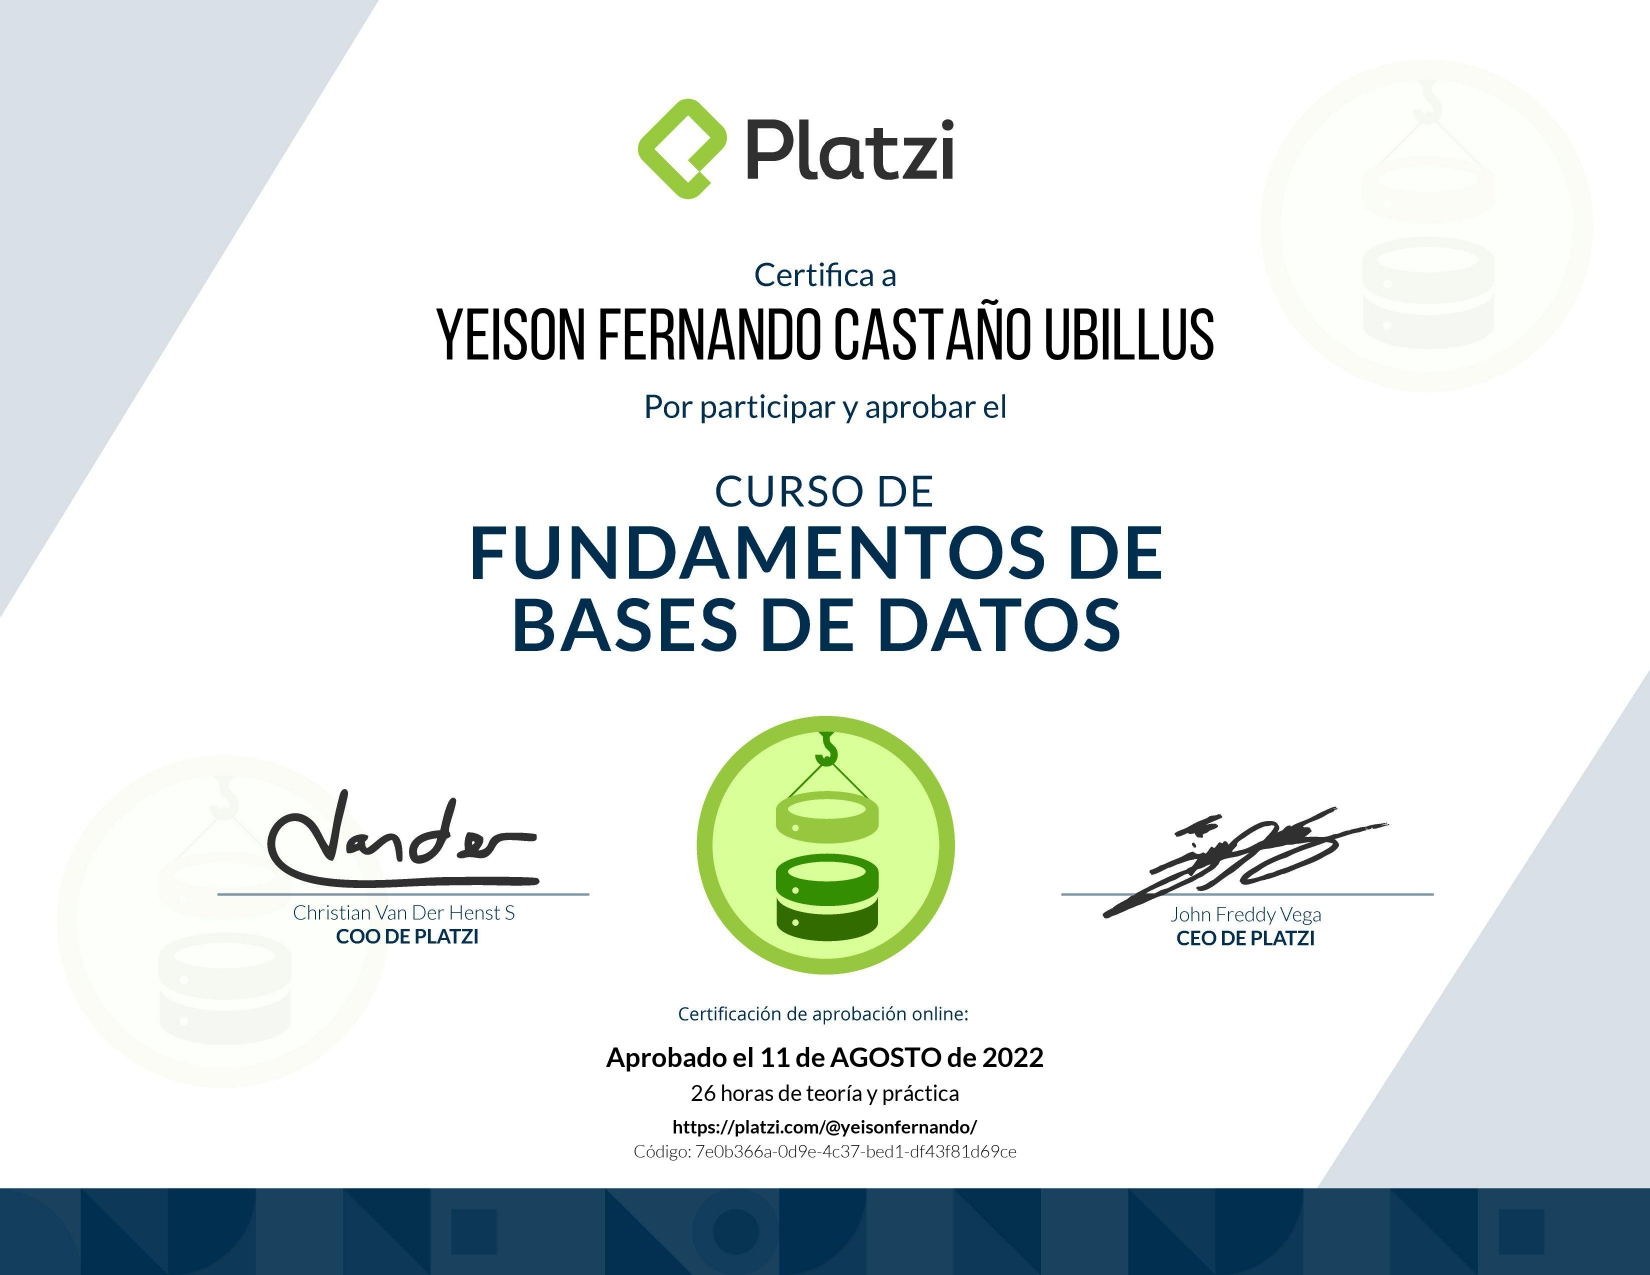 Platzi
Certifica a
YEISON FERNANDO CASTAÑO UBILLUS
Por participar y aprobar el
CURSO DE
FUNDAMENTOS DE
BASES DE DATOS
Vander
Christian Van Der Henst S
COO DE PLATZI
John Freddy Vega
CEO DE PLATZI
Certificación de aprobación online:
Aprobado el 11 de AGOSTO de 2022
26 horas de teoría y práctica
https://platzi.com/@yeisonfernando/
Código: 7e0b366a-0d9e-4c37-bed1-df43f81d69ce